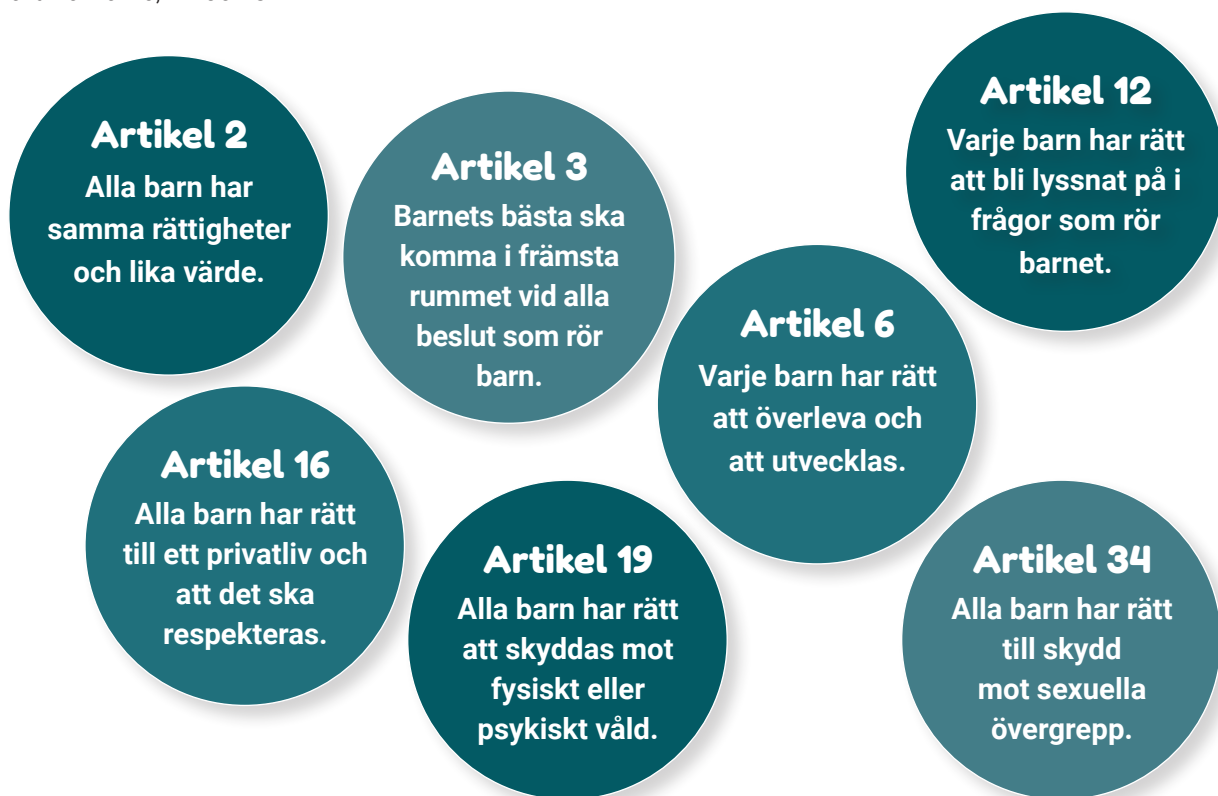 Artikel 2
Alla barn har
samma rättigheter
och lika värde.
Artikel 3
Barnets bästa ska
komma i främsta
rummet vid alla
beslut som rör
barn.
Artikel 12
Varje barn har rätt
att bli lyssnat på i
frågor som rör
barnet.
Artikel 6
Varje barn har rätt
att överleva och
att utvecklas.
Artikel 16
Alla barn har rätt
till ett privatliv och
att det ska
respekteras.
Artikel 19
Alla barn har rätt
att skyddas mot
fysiskt eller
psykiskt våld.
Artikel 34
Alla barn har rätt
till skydd
mot sexuella
övergrepp.